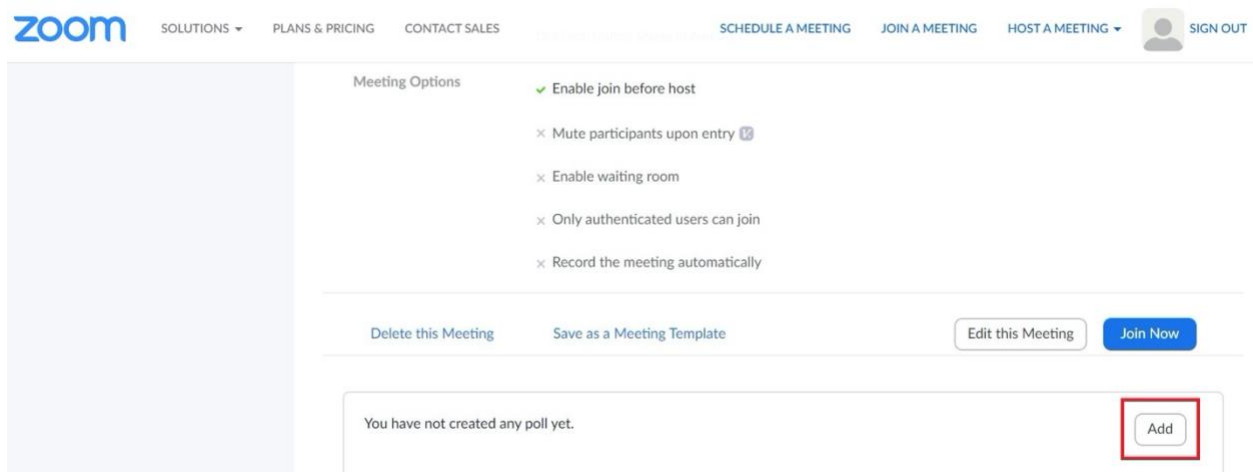 zoom SOLUTIONS PLANS & PRICING CONTACT SALES SCHEDULE A MEETING JOIN A MEETING HOST A MEETING SIGN OUT
Meeting Options Enable join before host
Mute participants upon entry
Enable waiting room
Only authenticated users can join
Record the meeting automatically
Delete this Meeting Save as a Meeting Template Edit this Meeting Join Now
You have not created any poll yet. Add